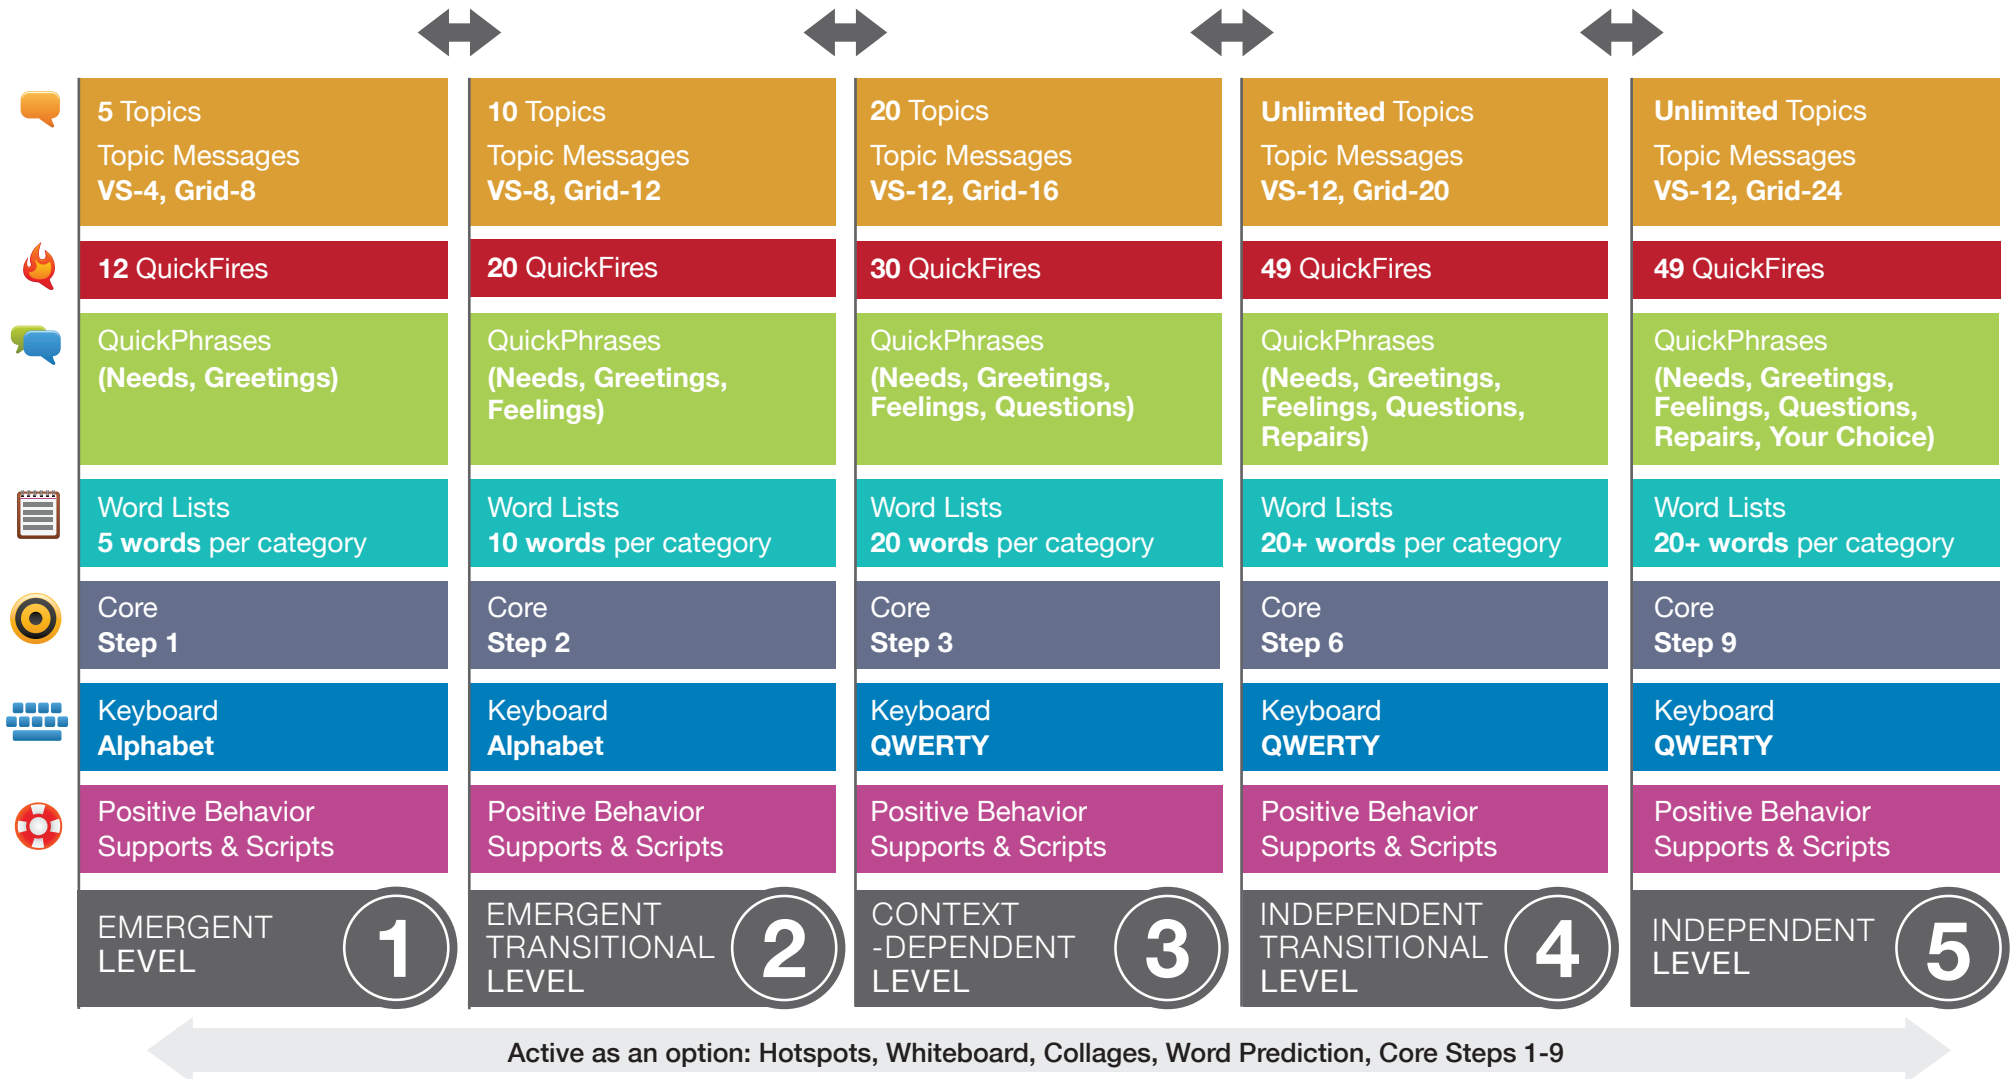 5 Topics
Topic Messages
VS-4, Grid-8
12 QuickFires
QuickPhrases
(Needs, Greetings)
Word Lists
5 words per category
Core
Step 1
Keyboard
Alphabet
Positive Behavior
Supports & Scripts
EMERGENT
LEVEL
1
10 Topics
Topic Messages
VS-8, Grid-12
20 QuickFires
QuickPhrases
(Needs, Greetings,
Feelings)
Word Lists
10 words per category
Core
Step 2
Keyboard
Alphabet
Positive Behavior
Supports & Scripts
EMERGENT
TRANSITIONAL
LEVEL
2
20 Topics
Topic Messages
VS-12, Grid-16
30 QuickFires
QuickPhrases
(Needs, Greetings,
Feelings, Questions)
Word Lists
20 words per category
Core
Step 3
Keyboard
QWERTY
Positive Behavior
Supports & Scripts
CONTEXT
-DEPENDENT
LEVEL
3
Unlimited Topics
Topic Messages
VS-12, Grid-20
49 QuickFires
QuickPhrases
(Needs, Greetings,
Feelings, Questions,
Repairs)
Word Lists
20+ words per category
Core
Step 6
Keyboard
QWERTY
Positive Behavior
Supports & Scripts
INDEPENDENT
TRANSITIONAL
LEVEL
4
Unlimited Topics
Topic Messages
VS-12, Grid-24
49 QuickFires
QuickPhrases
(Needs, Greetings,
Feelings, Questions,
Repairs, Your Choice)
Word Lists
20+ words per category
Core
Step 9
Keyboard
QWERTY
Positive Behavior
Supports & Scripts
INDEPENDENT
LEVEL
5
Active as an option: Hotspots, Whiteboard, Collages, Word Prediction, Core Steps 1-9